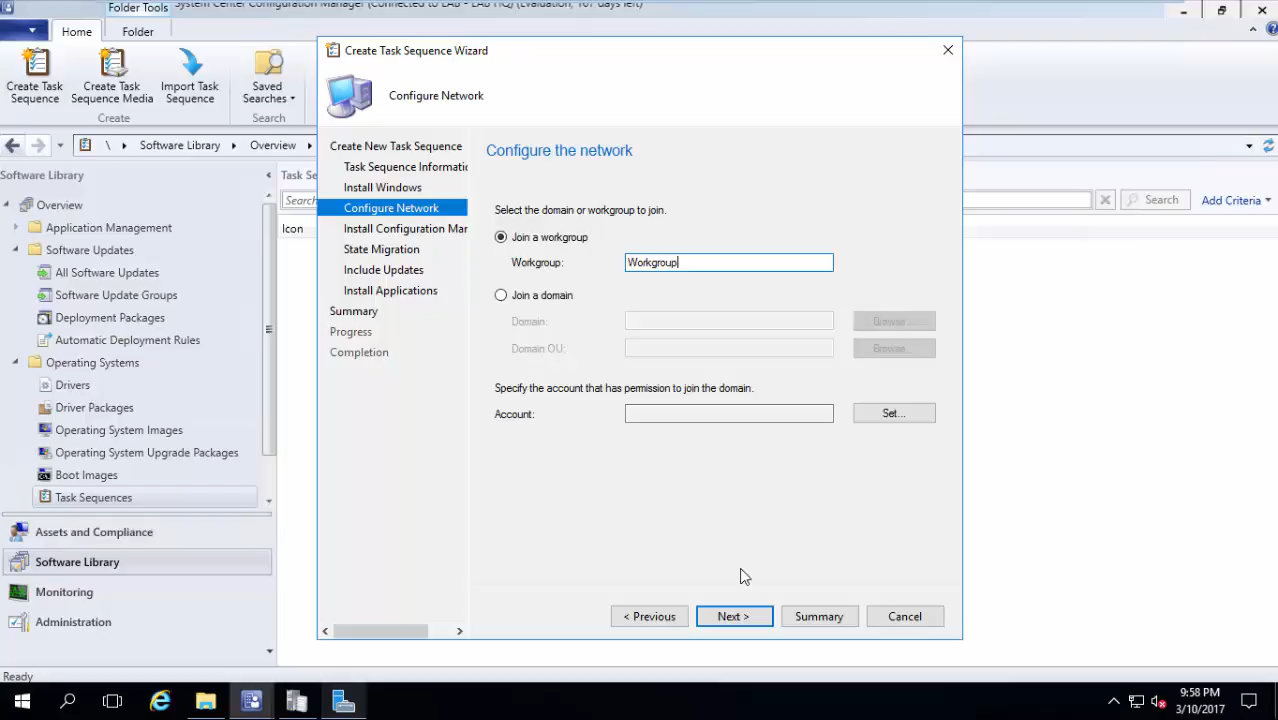 Folder Tools
System Center Configuration Manager (Connected to LAB - LAB HQ) (Evaluation, 167 days left)
Home
Folder
Create Task Sequence
Create Task Sequence Media
Import Task Sequence
Saved Searches
Create
Search
\
Software Library
Overview
Software Library
Overview
Application Management
Software Updates
All Software Updates
Software Update Groups
Deployment Packages
Automatic Deployment Rules
Operating Systems
Drivers
Driver Packages
Operating System Images
Operating System Upgrade Packages
Boot Images
Task Sequences
Assets and Compliance
Software Library
Monitoring
Administration
Task Se
Search
Icon
Search
Add Criteria
Create Task Sequence Wizard
Configure Network
Create New Task Sequence
Task Sequence Informatic
Install Windows
Configure Network
Install Configuration Mar
State Migration
Include Updates
Install Applications
Summary
Progress
Completion
Configure the network
Select the domain or workgroup to join.
Join a workgroup
Workgroup: Workgroup
Join a domain
Domain: Browse...
Domain OU: Browse...
Specify the account that has permission to join the domain.
Account: Set...
< Previous Next > Summary Cancel
Ready
9:58 PM
3/10/2017